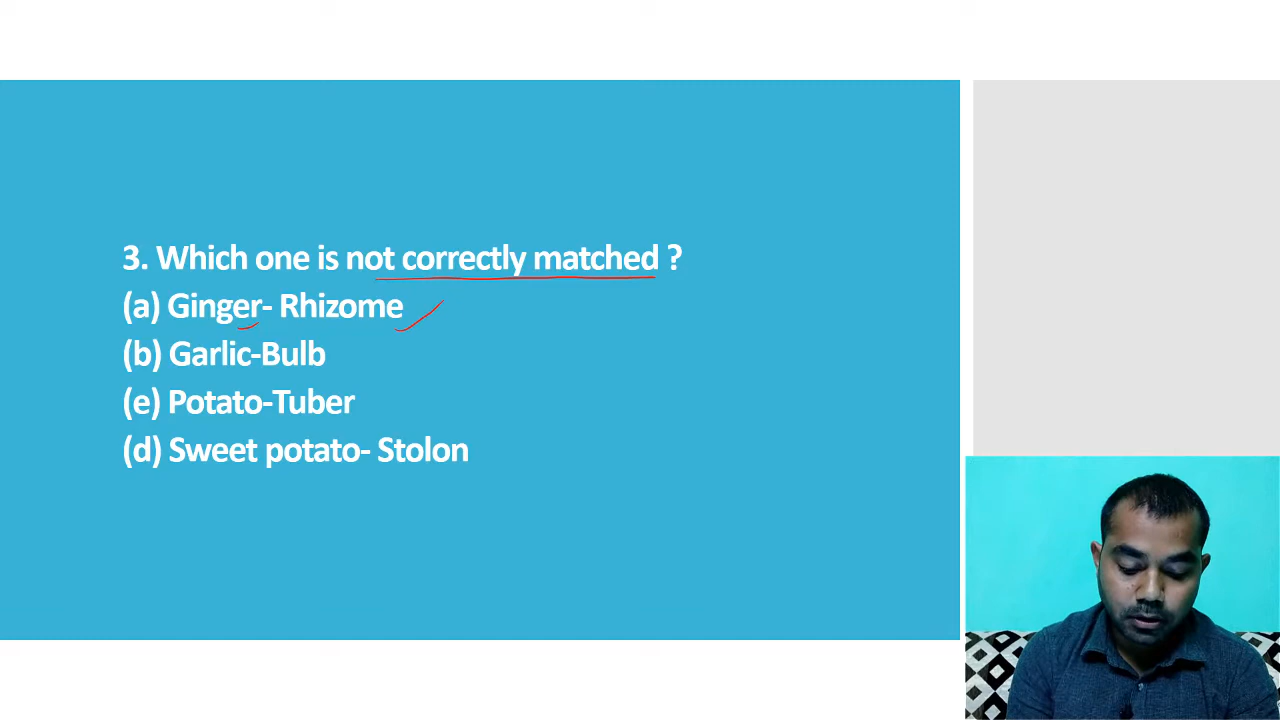 3. Which one is not correctly matched ?
(a) Ginger- Rhizome
(b) Garlic-Bulb
(e) Potato-Tuber
(d) Sweet potato- Stolon